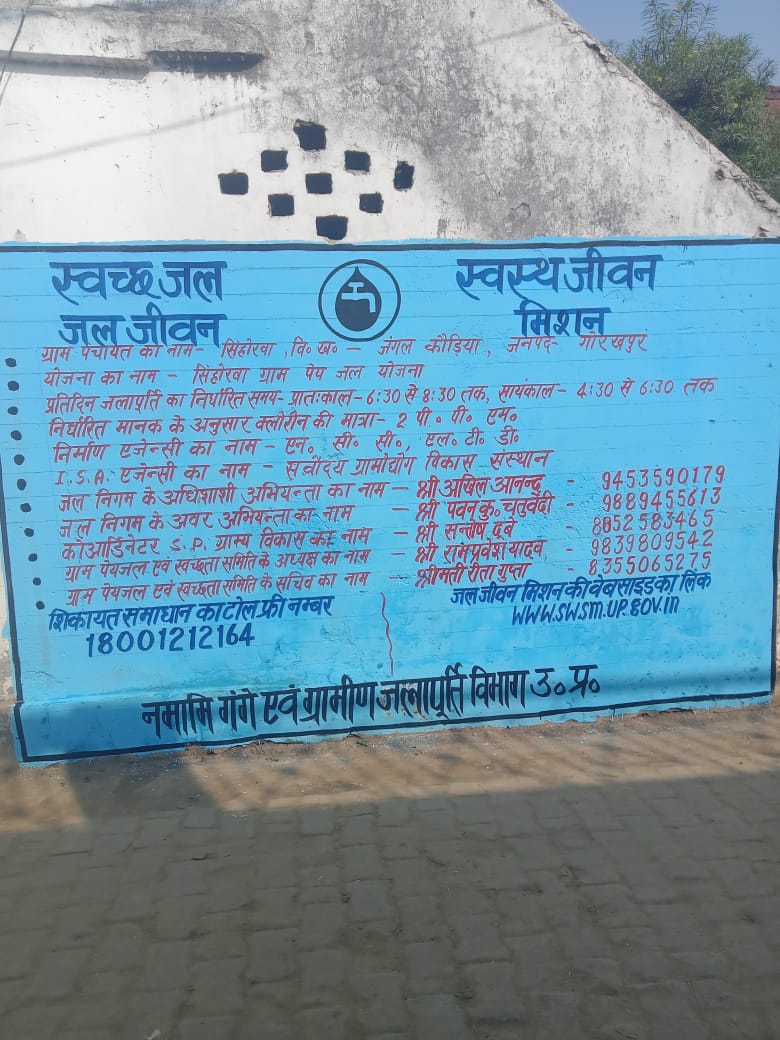 स्वच्छ जल स्वस्थ जीवन
जल जीवन मिशन
ग्राम पंचायत का नाम- सिंहोरवा , वि० ख० - जंगल कौड़िया , जनपद- गोरखपुर
योजना का नाम - सिंहोरवा ग्राम पेय जल योजना
प्रतिदिन जलापूर्ति का निर्धारित समय- प्रातःकाल-6:30 से 8:30 तक, सायंकाल- 4:30 से 6:30 तक
निर्धारित मानक के अनुसार क्लोरीन की मात्रा- 2 पी० पी० एम०
निर्माण एजेन्सी का नाम - एन० सी० सी०, एल० टी० डी०
I.S.A. एजेन्सी का नाम - सर्वोदय ग्रामोद्योग विकास संस्थान
जल निगम के अधिशाशी अभियन्ता का नाम - श्री अखिल आनन्द - 9453590179
जल निगम के अवर अभियन्ता का नाम - श्री पवन कु० चतुर्वेदी - 9889455613
कोआर्डिनेटर S.P. ग्राम्य विकास का नाम - श्री सन्तोष दूबे - 8052583465
ग्राम पेयजल एवं स्वच्छता समिति के अध्यक्ष का नाम - श्री रामप्रवेश यादव - 9839809542
ग्राम पेयजल एवं स्वच्छता समिति के सचिव का नाम - श्रीमती रीता गुप्ता - 8355065275
शिकायत समाधान का टोल फ्री नम्बर जल जीवन मिशन की वेब साइड का लिंक
18001212164 WWW.SWSM.UP.GOV.in
नमामि गंगे एवं ग्रामीण जलापूर्ति विभाग उ० प्र०